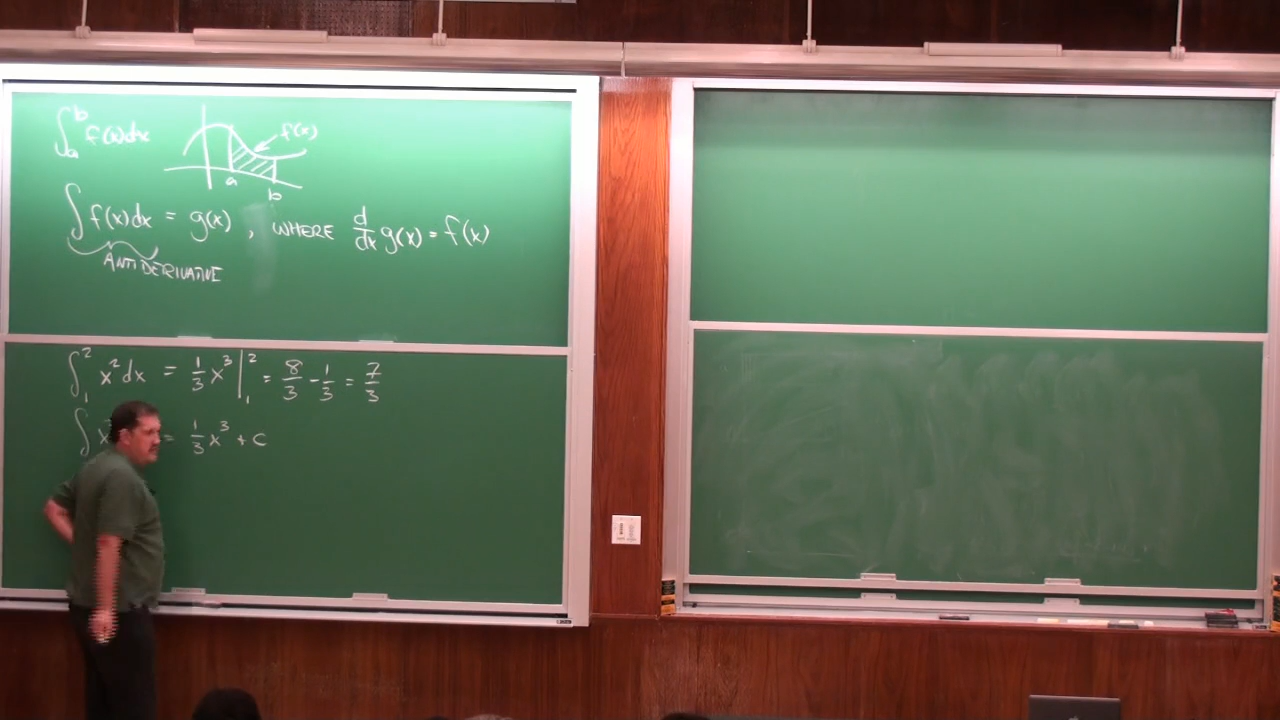 ∫ₐᵇ f(x)dx
f(x)
a
b
∫ f(x)dx = g(x), WHERE d/dx g(x) = f(x)
ANTIDERIVATIVE
∫₁² x²dx = 1/3 x³ |₁² = 8/3 - 1/3 = 7/3
∫ x = 1/3 x³ + C